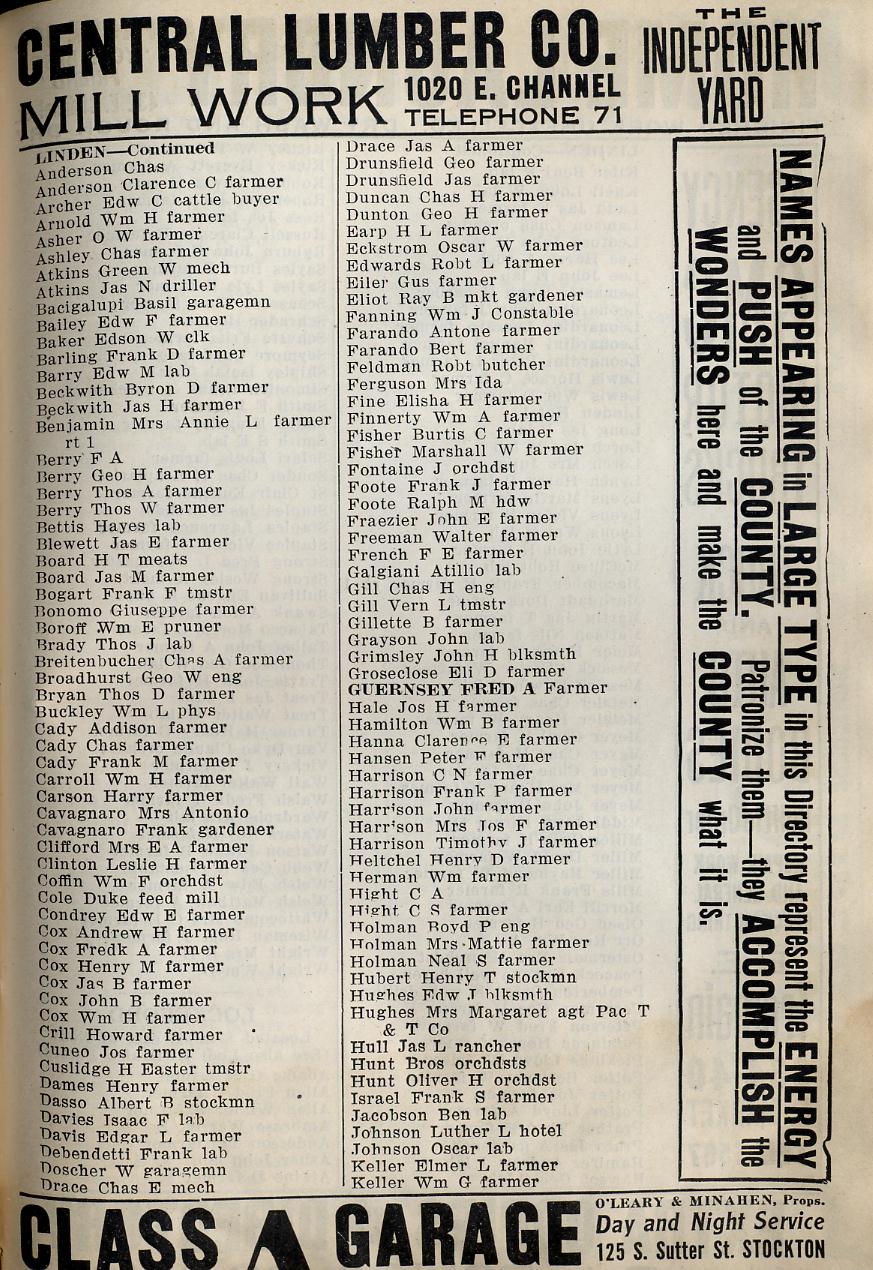 CENTRAL LUMBER CO.
MILL WORK
1020 E. CHANNEL
TELEPHONE 71
THE
INDEPENDENT
YARD
LINDEN—Continued
Anderson Chas
Anderson Clarence C farmer
Archer Edw C cattle buyer
Arnold Wm H farmer
Asher O W farmer
Ashley Chas farmer
Atkins Green W mech
Atkins Jas N driller
Bacigalupi Basil garagemn
Bailey Edw F farmer
Baker Edson W clk
Barling Frank D farmer
Barry Edw M lab
Beckwith Byron D farmer
Beckwith Jas H farmer
Benjamin Mrs Annie L farmer
rt 1
Berry F A
Berry Geo H farmer
Berry Thos A farmer
Berry Thos W farmer
Bettis Hayes lab
Blewett Jas E farmer
Board H T meats
Board Jas M farmer
Bogart Frank F tmstr
Bonomo Giuseppe farmer
Boroff Wm E pruner
Brady Thos J lab
Breitenbucher Chas A farmer
Broadhurst Geo W eng
Bryan Thos D farmer
Buckley Wm L phys
Cady Addison farmer
Cady Chas farmer
Cady Frank M farmer
Carroll Wm H farmer
Carson Harry farmer
Cavagnaro Mrs Antonio
Cavagnaro Frank gardener
Clifford Mrs E A farmer
Clinton Leslie H farmer
Coffin Wm F orchdst
Cole Duke feed mill
Condrey Edw E farmer
Cox Andrew H farmer
Cox Fredk A farmer
Cox Henry M farmer
Cox Jas B farmer
Cox John B farmer
Cox Wm H farmer
Crill Howard farmer
Cuneo Jos farmer
Cuslidge H Easter tmstr
Dames Henry farmer
Dasso Albert B stockmn
Davies Isaac F lab
Davis Edgar L farmer
Debendetti Frank lab
Doscher W garagemn
Drace Chas E mech
Drace Jas A farmer
Drunsfield Geo farmer
Drunsfield Jas farmer
Duncan Chas H farmer
Dunton Geo H farmer
Earp H L farmer
Eckstrom Oscar W farmer
Edwards Robt L farmer
Eiler Gus farmer
Eliot Ray B mkt gardener
Fanning Wm J Constable
Farando Antone farmer
Farando Bert farmer
Feldman Robt butcher
Ferguson Mrs Ida
Fine Elisha H farmer
Finnerty Wm A farmer
Fisher Burtis C farmer
Fisher Marshall W farmer
Fontaine J orchdst
Foote Frank J farmer
Foote Ralph M hdw
Fraezier John E farmer
Freeman Walter farmer
French F E farmer
Galgiani Atillio lab
Gill Chas H eng
Gill Vern L tmstr
Gillette B farmer
Grayson John lab
Grimsley John H blksmth
Groseclose Eli D farmer
GUERNSEY FRED A Farmer
Hale Jos H farmer
Hamilton Wm B farmer
Hanna Clarence E farmer
Hansen Peter F farmer
Harrison C N farmer
Harrison Frank P farmer
Harrison John farmer
Harrison Mrs Jos F farmer
Harrison Timothy J farmer
Heltchel Henry D farmer
Herman Wm farmer
Hight C A
Hight C S farmer
Holman Boyd P eng
Holman Mrs Mattie farmer
Holman Neal S farmer
Hubert Henry T stockmn
Hughes Edw J blksmth
Hughes Mrs Margaret agt Pac T
& T Co
Hull Jas L rancher
Hunt Bros orchdsts
Hunt Oliver H orchdst
Israel Frank S farmer
Jacobson Ben lab
Johnson Luther L hotel
Johnson Oscar lab
Keller Elmer L farmer
Keller Wm G farmer
NAMES APPEARING in LARGE TYPE in this Directory represent the ENERGY
and PUSH of the COUNTY. Patronize them—they ACCOMPLISH the
WONDERS here and make the COUNTY what it is.
CLASS A GARAGE
O'LEARY & MINAHEN, Props.
Day and Night Service
125 S. Sutter St. STOCKTON